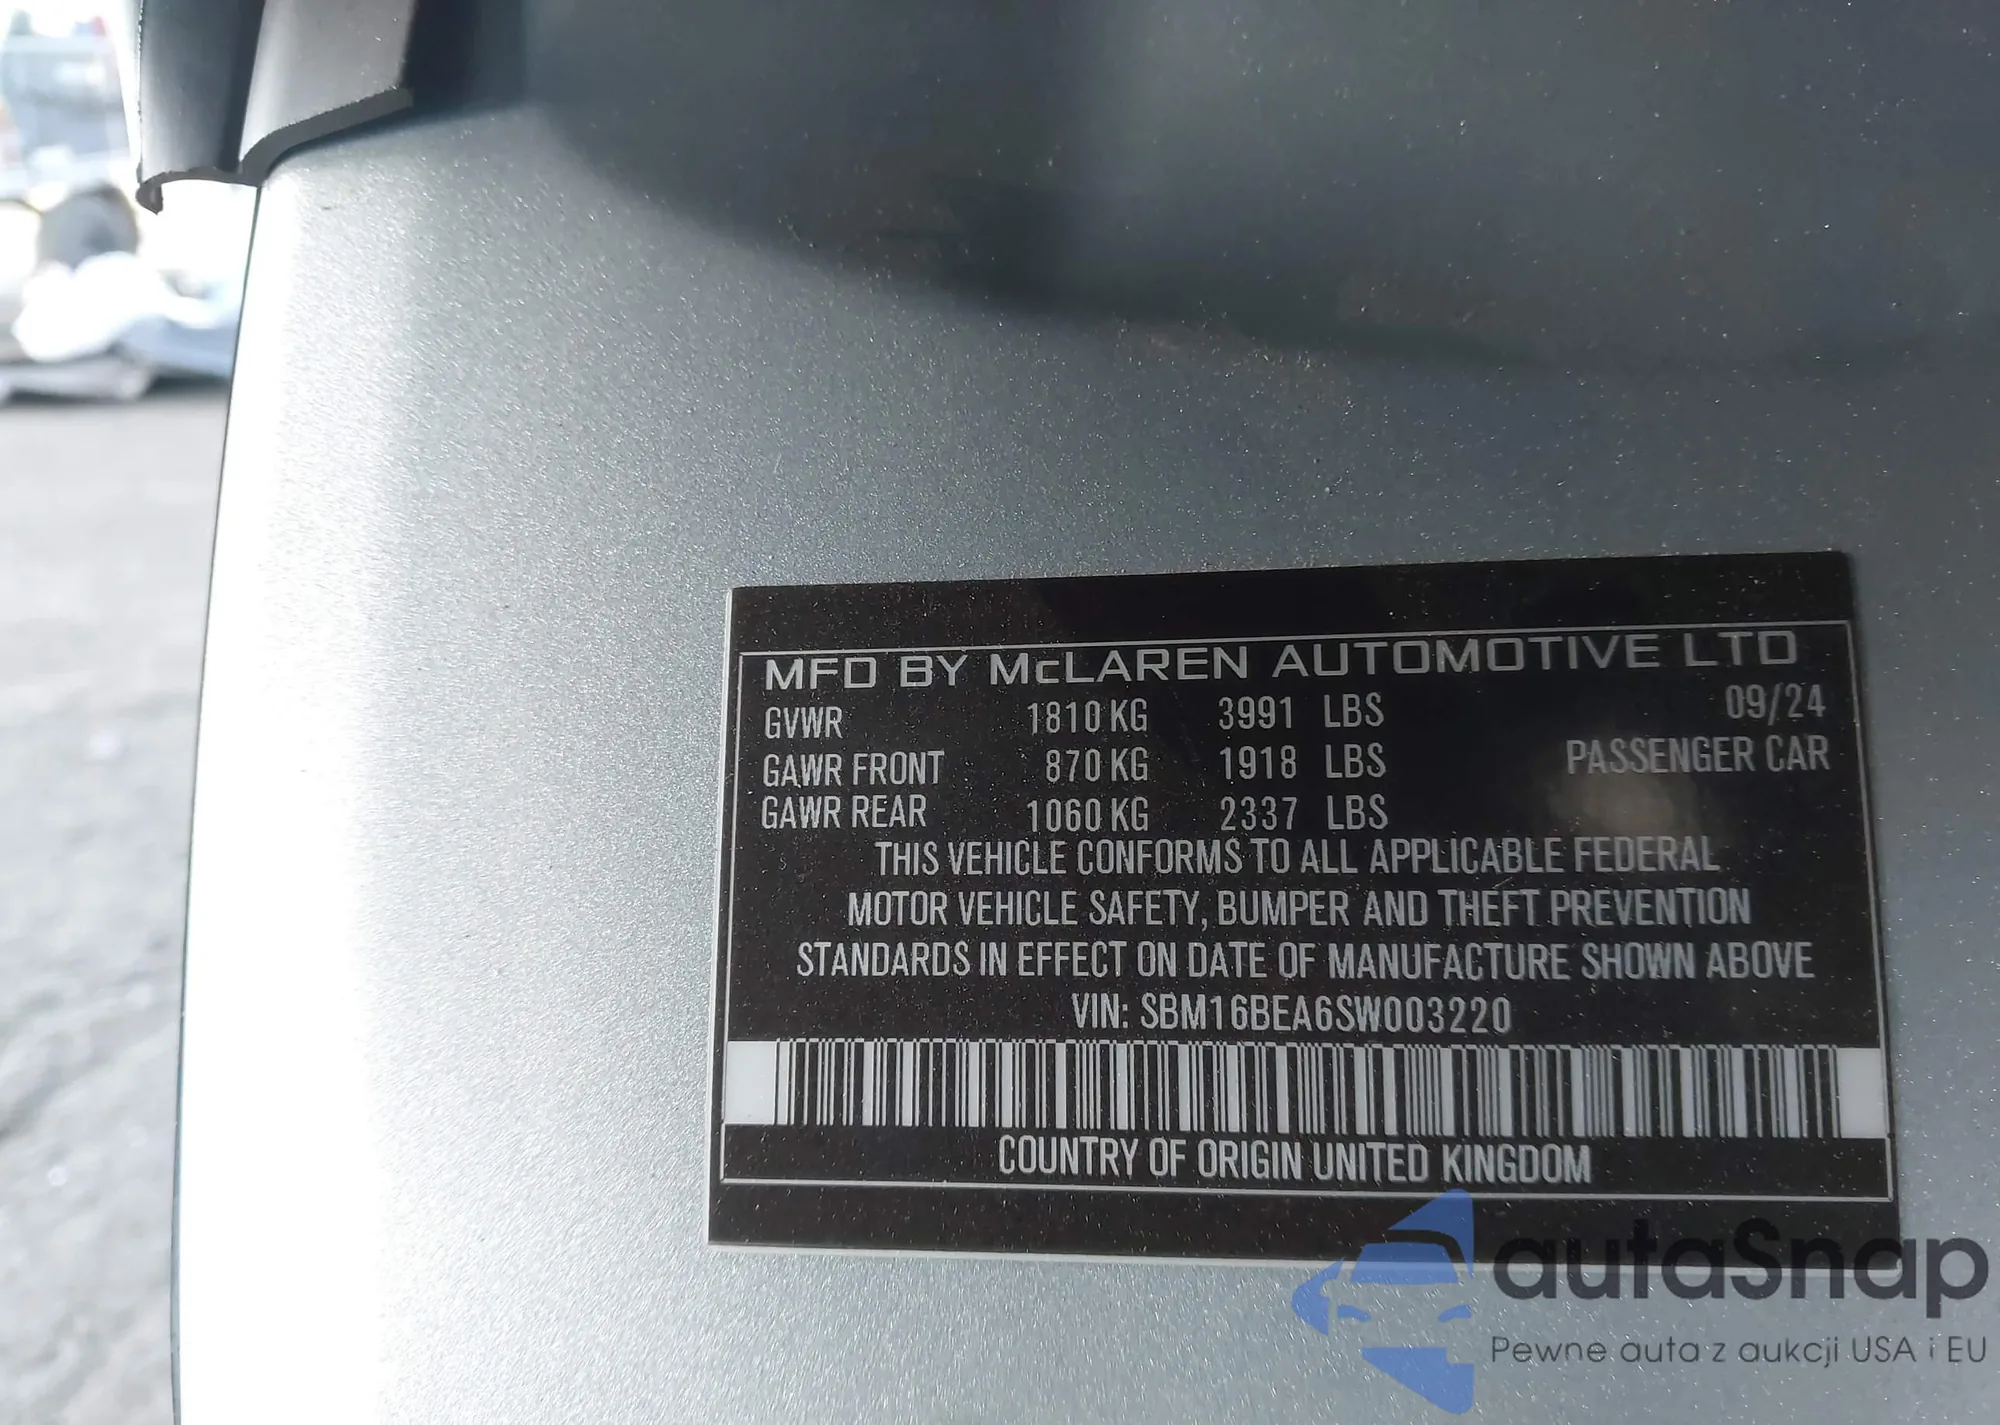 MFD BY McLAREN AUTOMOTIVE LTD
GVWR 1810 KG 3991 LBS 09/24
GAWR FRONT 870 KG 1918 LBS PASSENGER CAR
GAWR REAR 1060 KG 2337 LBS
THIS VEHICLE CONFORMS TO ALL APPLICABLE FEDERAL
MOTOR VEHICLE SAFETY, BUMPER AND THEFT PREVENTION
STANDARDS IN EFFECT ON DATE OF MANUFACTURE SHOWN ABOVE
VIN: SBM16BEA6SW003220
COUNTRY OF ORIGIN UNITED KINGDOM
autaSnap
Pewne auta z aukcji USA i EU